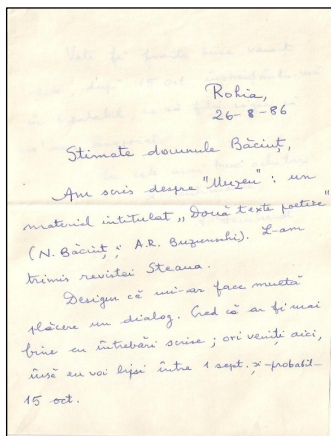 Rohia,
26-8-86
Stimate domnule Băciuț,
Am scris despre "Muzeu": un
material intitulat „Două texte poetice"
(N. Băciuț; A.R. Buzunski). L-am
trimis revistei Steaua.
Desigur că mi-ar face multă
plăcere un dialog. Cred că ar fi mai
bine cu întrebări scrise; ori veniți aici,
însă eu voi lipsi între 1 sept. și-probabil-
15 oct.